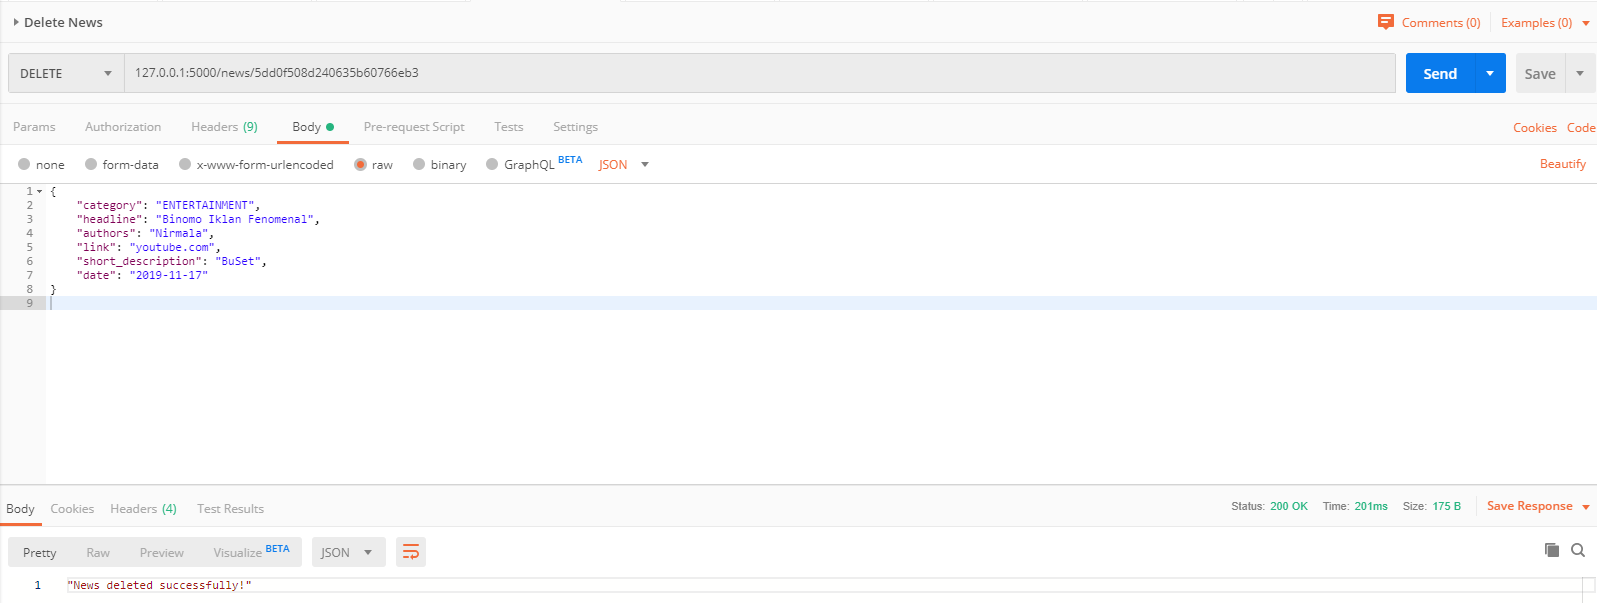 Delete News
Comments (0) Examples (0)
DELETE 127.0.0.1:5000/news/5dd0f508d240635b60766eb3 Send Save
Params Authorization Headers (9) Body Pre-request Script Tests Settings Cookies Code
none form-data x-www-form-urlencoded raw binary GraphQL BETA JSON Beautify
1 {
2 "category": "ENTERTAINMENT",
3 "headline": "Binomo Iklan Fenomenal",
4 "authors": "Nirmala",
5 "link": "youtube.com",
6 "short_description": "BuSet",
7 "date": "2019-11-17"
8 }
9
Body Cookies Headers (4) Test Results Status: 200 OK Time: 201ms Size: 175 B Save Response
Pretty Raw Preview Visualize BETA JSON
1 "News deleted successfully!"